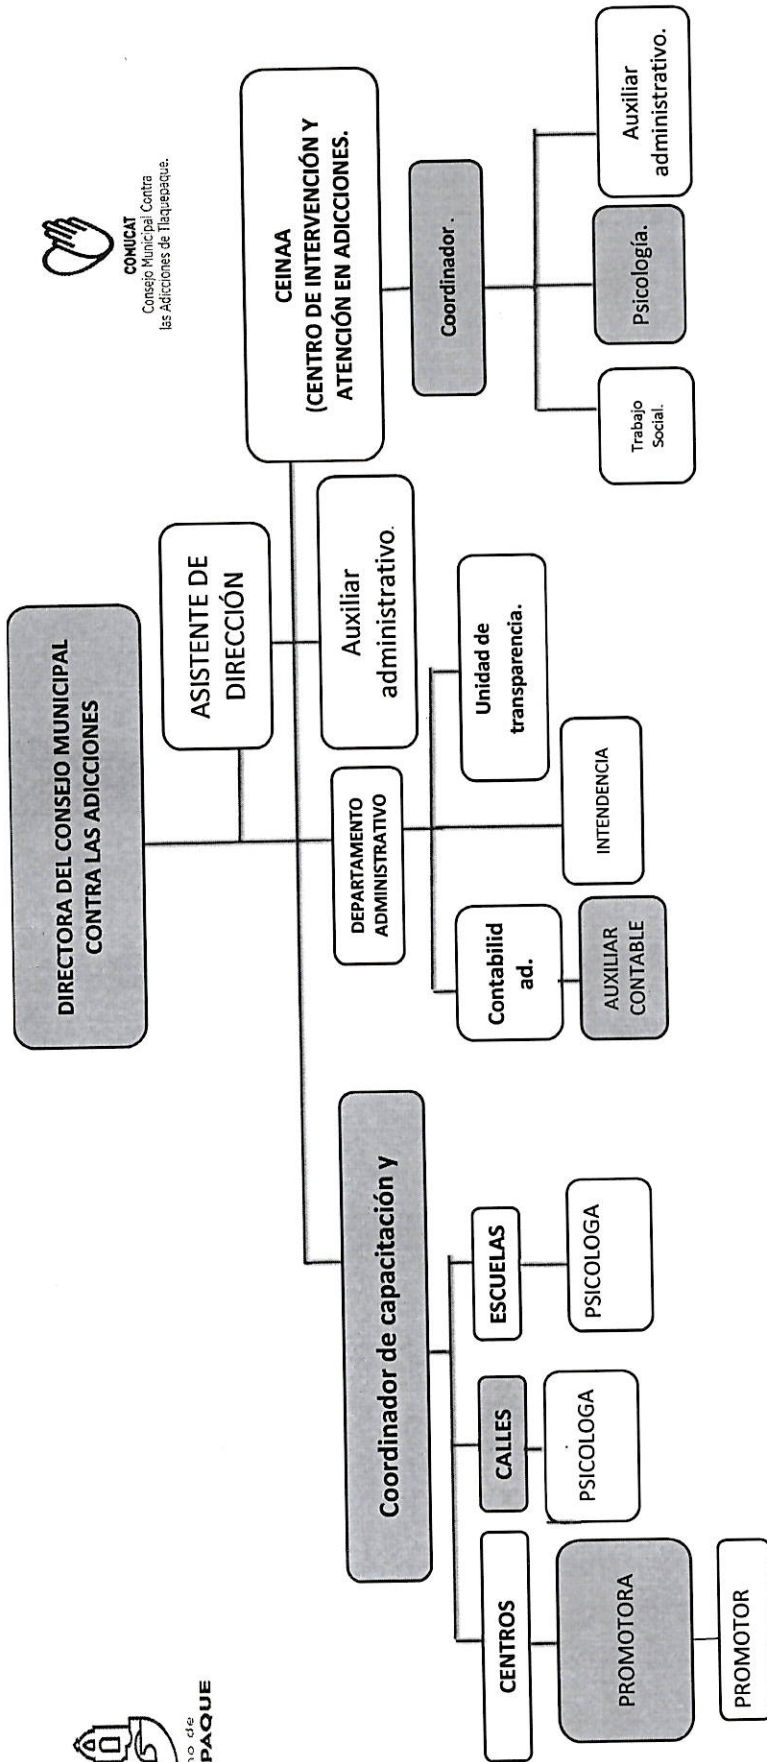 COMUCAT
Consejo Municipal Contra
las Adicciones de Tlaquepaque.
no de
PAQUE
DIRECTORA DEL CONSEJO MUNICIPAL
CONTRA LAS ADICCIONES
ASISTENTE DE
DIRECCIÓN
CEINAA
(CENTRO DE INTERVENCIÓN Y
ATENCIÓN EN ADICCIONES.
Coordinador .
Trabajo
Social.
Psicología.
Auxiliar
administrativo.
Auxiliar
administrativo.
DEPARTAMENTO
ADMINISTRATIVO
Contabilid
ad.
AUXILIAR
CONTABLE
INTENDENCIA
Unidad de
transparencia.
Coordinador de capacitación y
CENTROS
PROMOTORA
PROMOTOR
CALLES
PSICOLOGA
ESCUELAS
PSICOLOGA